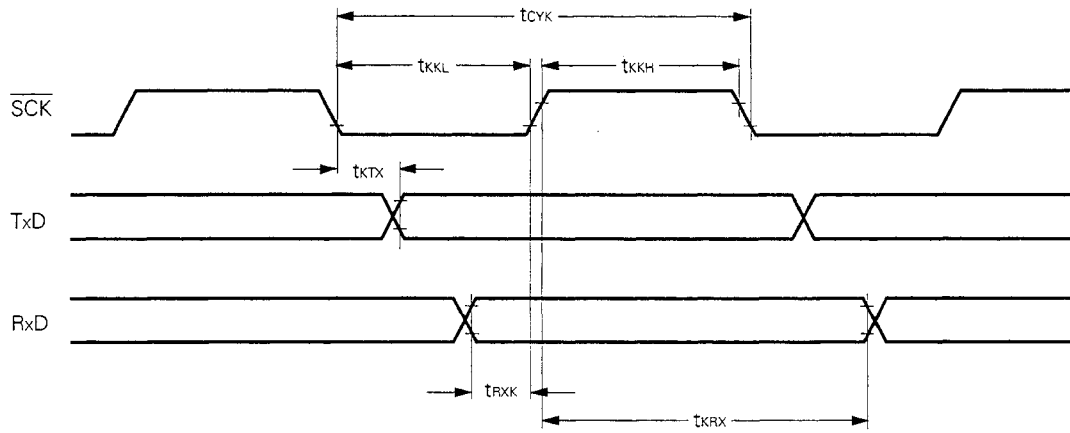 tCYK
tKKL
tKKH
SCK
tKTX
TxD
RxD
tRXK
tKRX